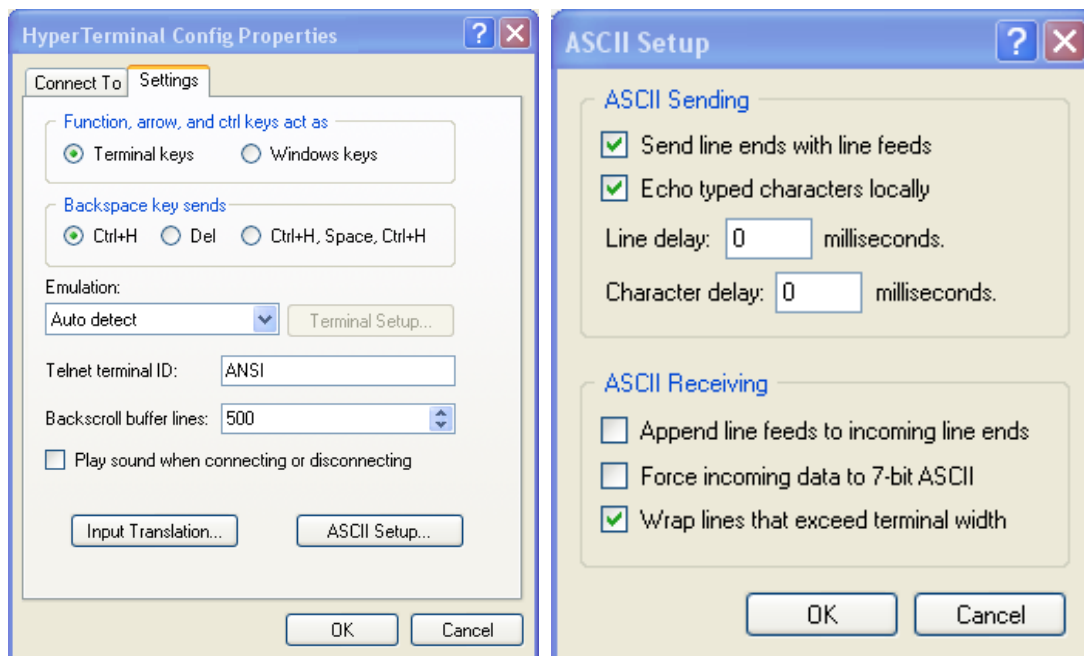 HyperTerminal Config Properties
Connect To Settings
Function, arrow, and ctrl keys act as
Terminal keys Windows keys
Backspace key sends
Ctrl+H Del Ctrl+H, Space, Ctrl+H
Emulation:
Auto detect Terminal Setup...
Telnet terminal ID: ANSI
Backscroll buffer lines: 500
Play sound when connecting or disconnecting
Input Translation... ASCII Setup...
OK Cancel
ASCII Setup
ASCII Sending
Send line ends with line feeds
Echo typed characters locally
Line delay: 0 milliseconds.
Character delay: 0 milliseconds.
ASCII Receiving
Append line feeds to incoming line ends
Force incoming data to 7-bit ASCII
Wrap lines that exceed terminal width
OK Cancel